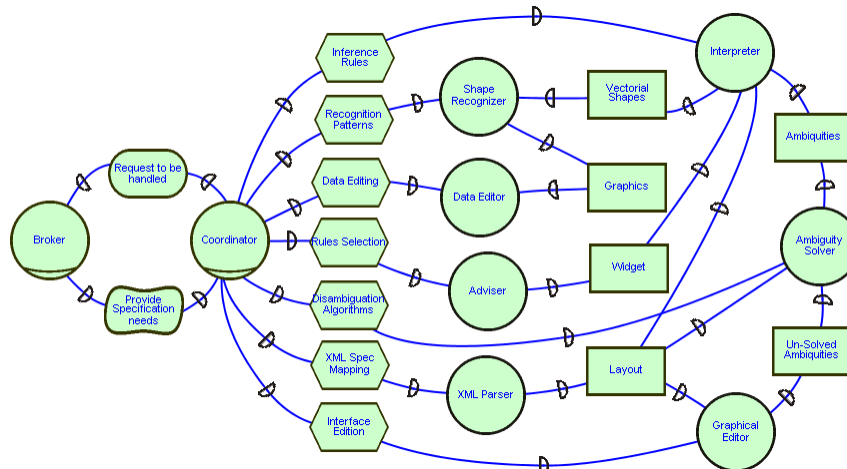 Inference
Rules
Interpreter
Shape
Recognizer
Vectorial
Shapes
Recognition
Patterns
Ambiquities
Request to be
handled
Data Editing
Data Editor
Graphics
Broker
Coordinator
Rules Selection
Ambiguity
Solver
Widget
Adviser
Provide
Specification
needs
Disambiguation
Algorithms
XML Spec
Mapping
XML Parser
Layout
Un-Solved
Ambiquities
Interface
Edition
Graphical
Editor